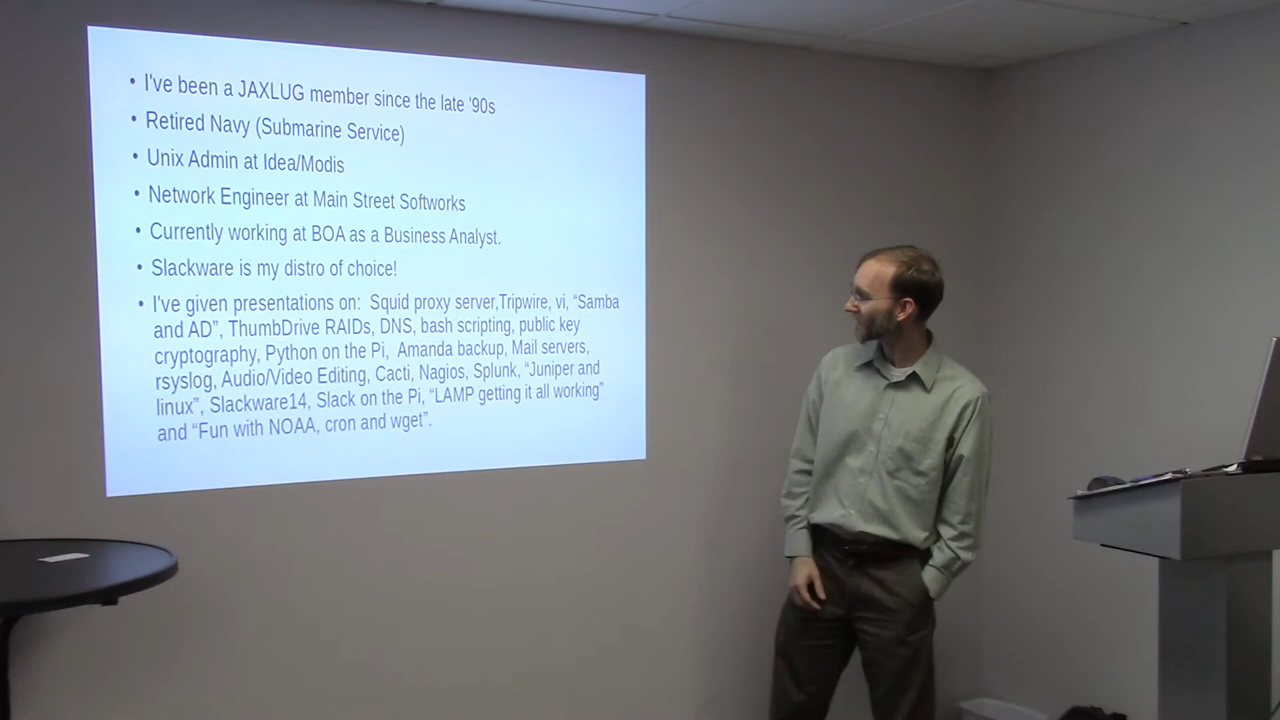 • I've been a JAXLUG member since the late '90s
• Retired Navy (Submarine Service)
• Unix Admin at Idea/Modis
• Network Engineer at Main Street Softworks
• Currently working at BOA as a Business Analyst.
• Slackware is my distro of choice!
• I've given presentations on:  Squid proxy server,Tripwire, vi, “Samba
and AD”, ThumbDrive RAIDs, DNS, bash scripting, public key
cryptography, Python on the Pi,  Amanda backup, Mail servers,
rsyslog, Audio/Video Editing, Cacti, Nagios, Splunk, “Juniper and
linux”, Slackware14, Slack on the Pi, “LAMP getting it all working”
and “Fun with NOAA, cron and wget”.